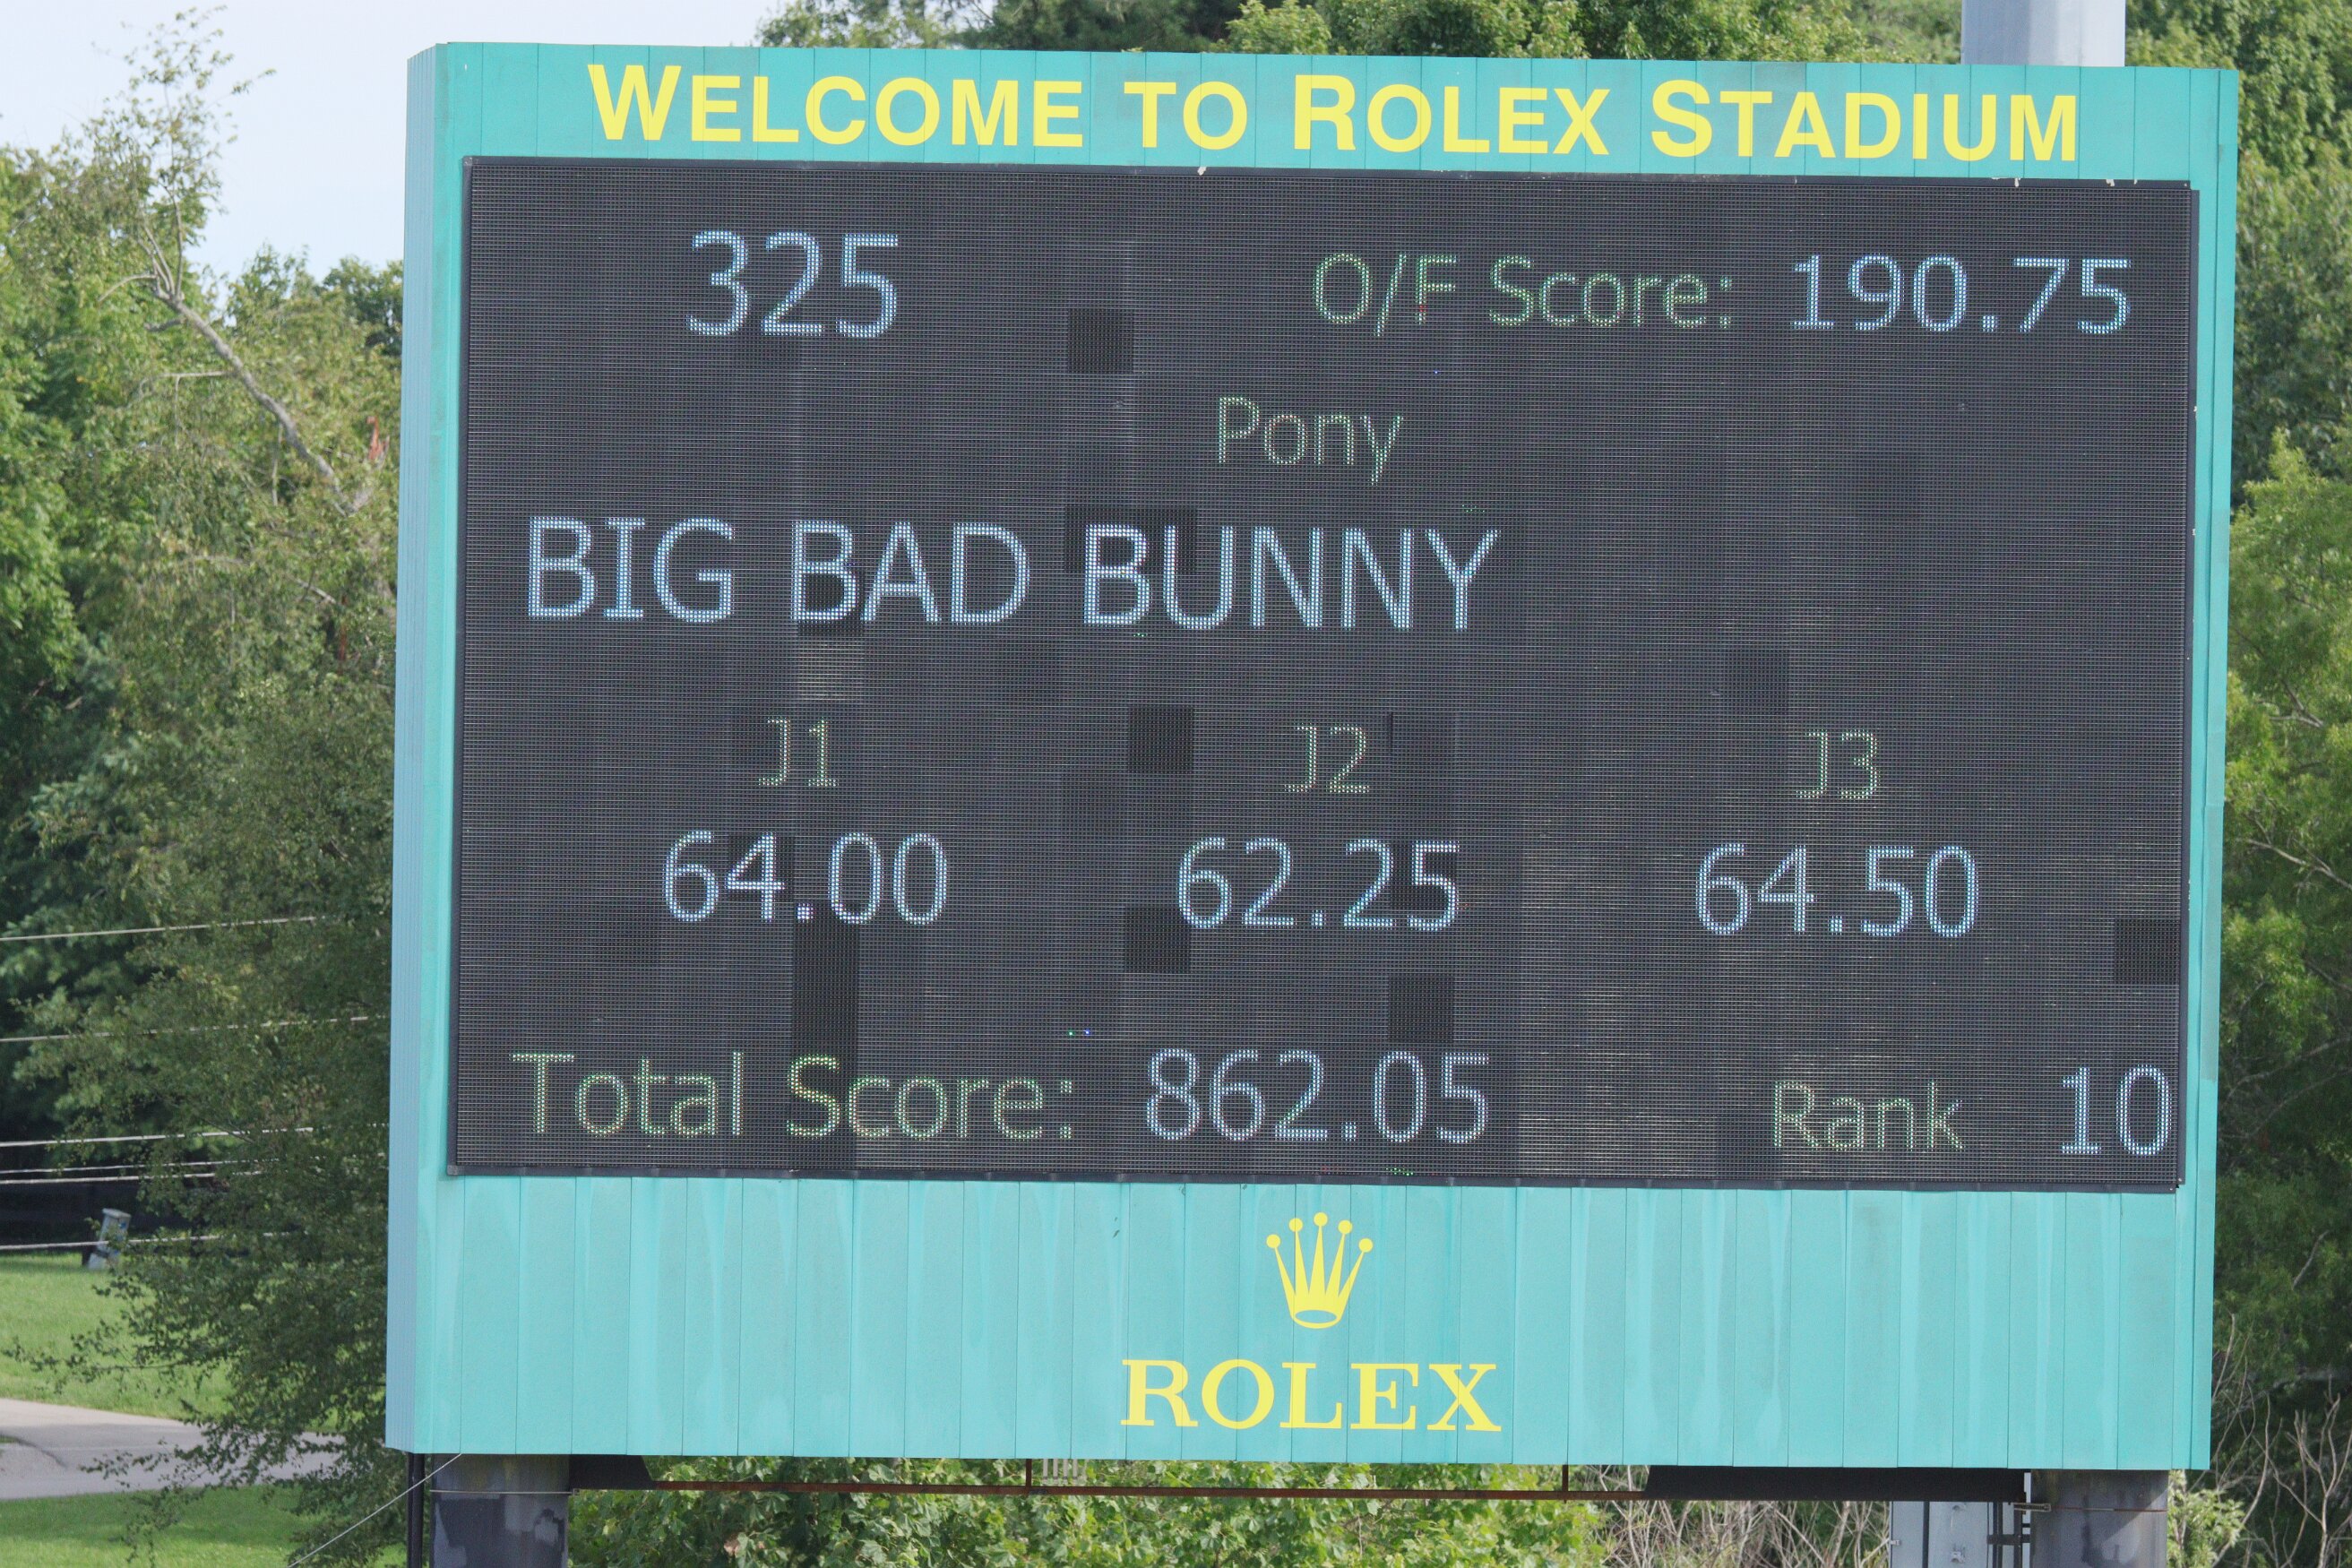 WELCOME TO ROLEX STADIUM
325 O/F Score: 190.75
Pony
BIG BAD BUNNY
J1 J2 J3
64.00 62.25 64.50
Total Score: 862.05 Rank 10
ROLEX